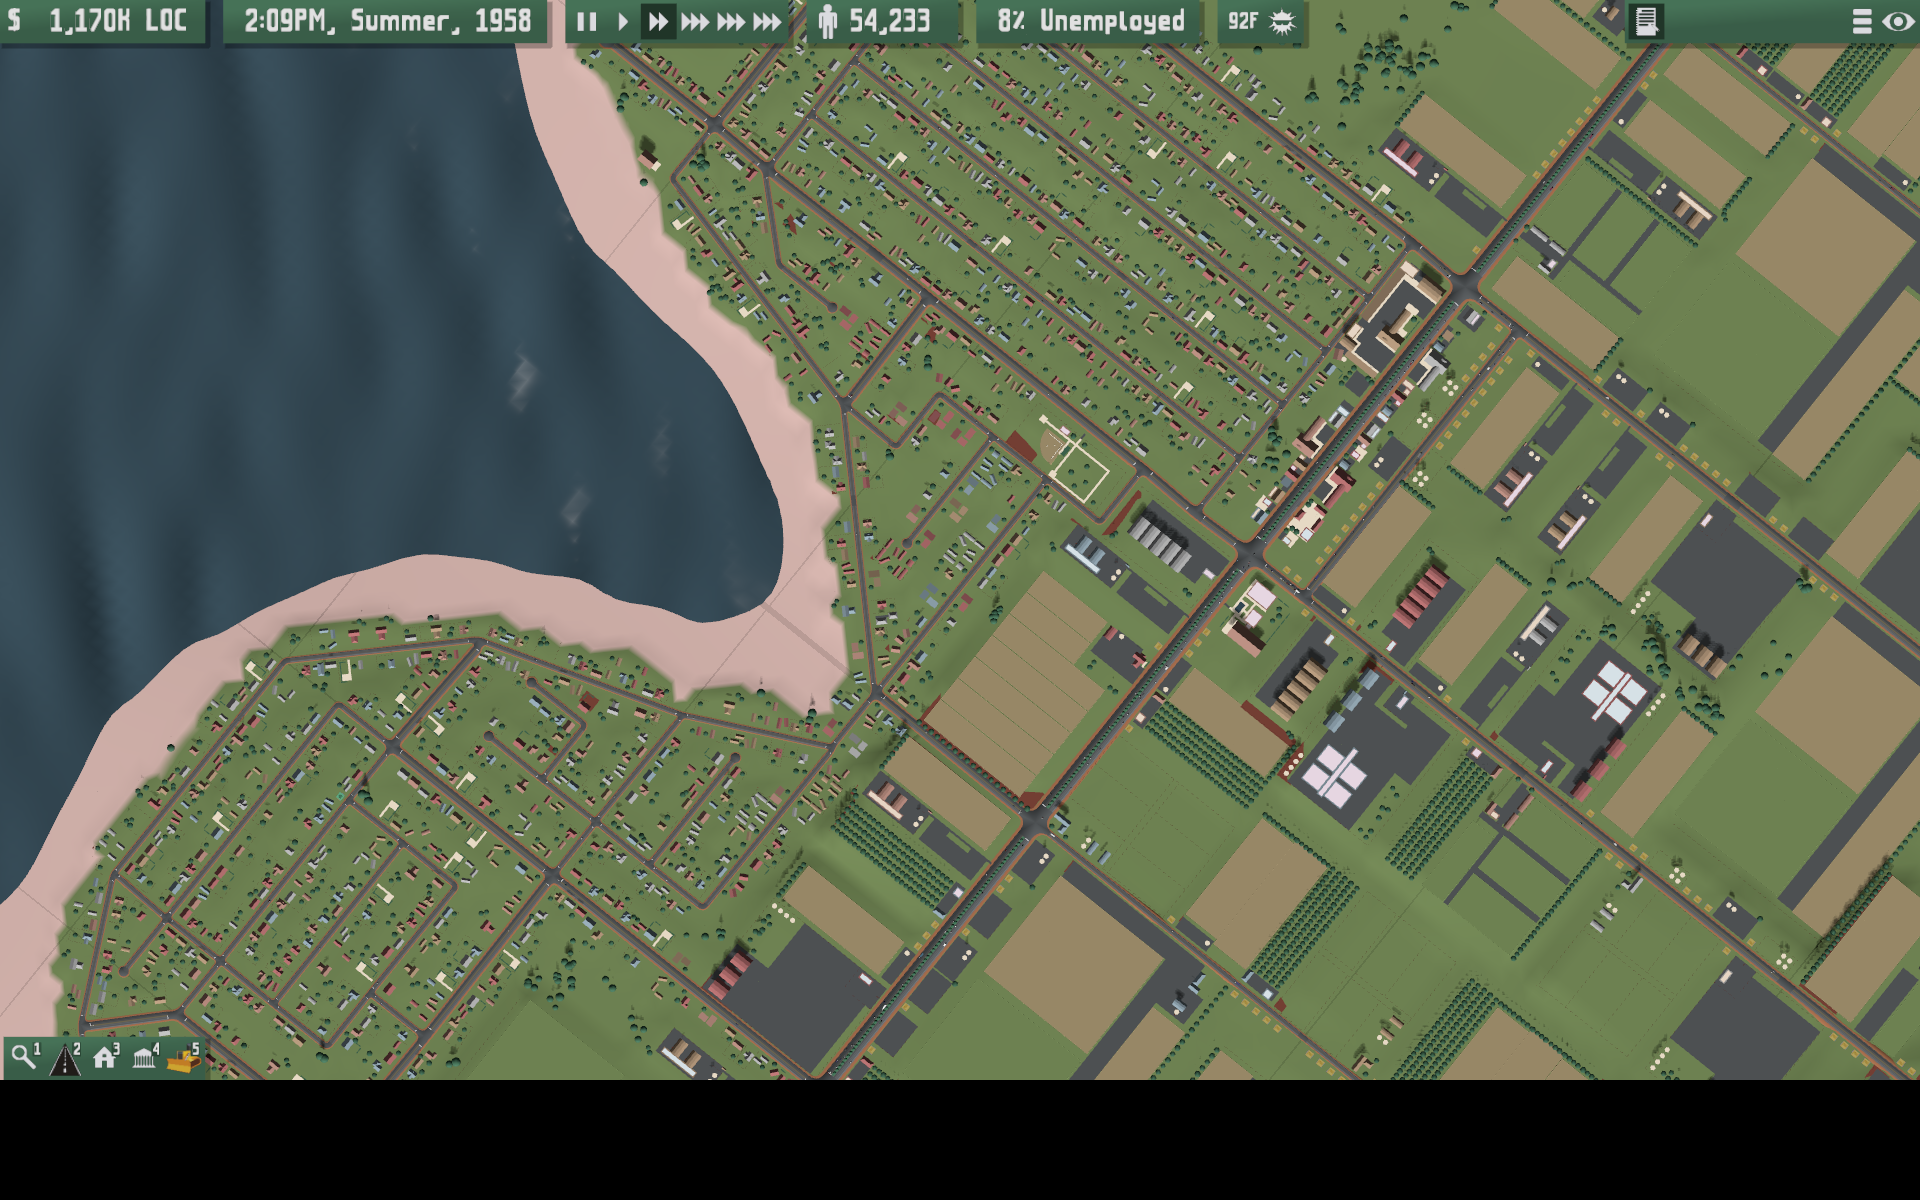 $ 1,170K LOC
2:09PM, Summer, 1958
54,233
8% Unemployed
92F
1
2
3
4
5